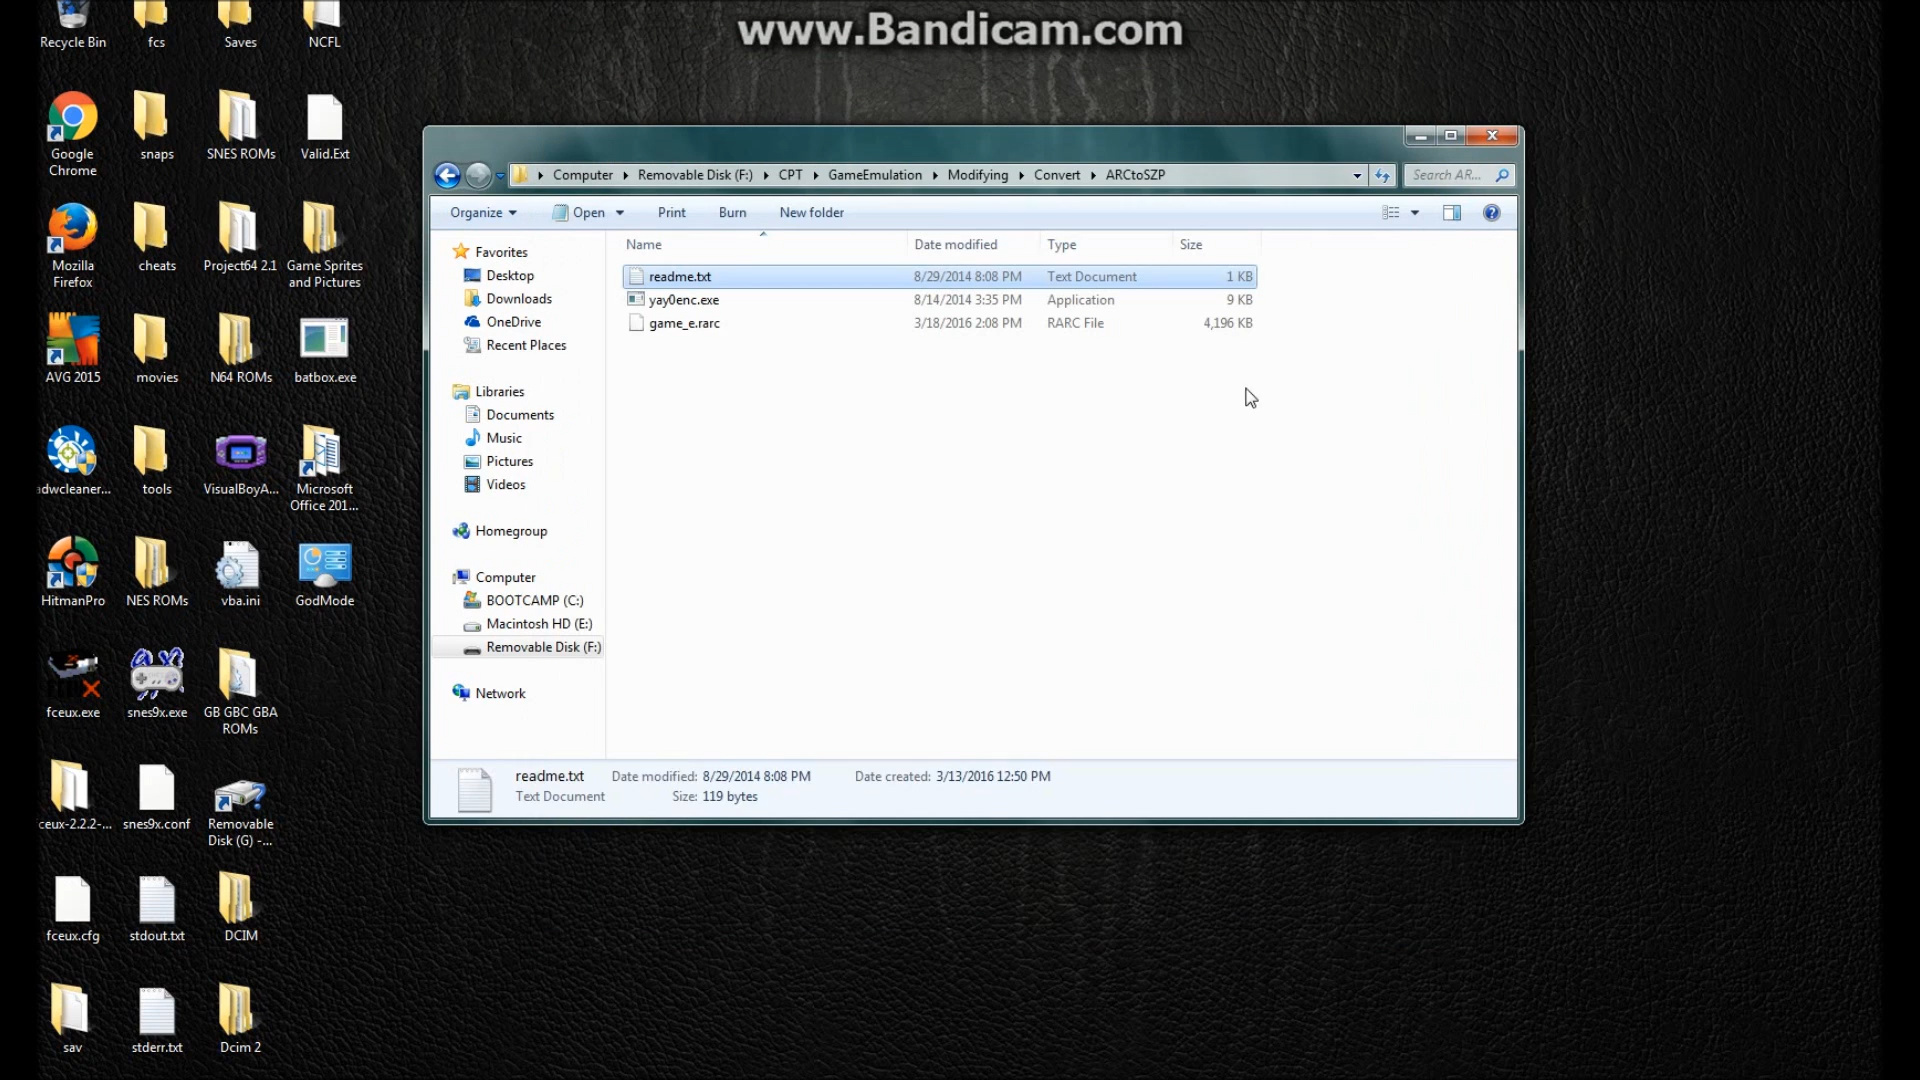 www.Bandicam.com
Recycle Bin
fcs
Saves
NCFL
Google
Chrome
snaps
SNES ROMs
Valid.Ext
Mozilla
Firefox
cheats
Project64 2.1
Game Sprites
and Pictures
AVG 2015
movies
N64 ROMs
batbox.exe
adwcleaner...
tools
VisualBoyA...
Microsoft
Office 201...
HitmanPro
NES ROMs
vba.ini
GodMode
fceux.exe
snes9x.exe
GB GBC GBA
ROMs
ceux-2.2.2-...
snes9x.conf
Removable
Disk (G) -...
fceux.cfg
stdout.txt
DCIM
sav
stderr.txt
Dcim 2
Computer Removable Disk (F:) CPT GameEmulation Modifying Convert ARCtoSZP
Search AR...
Organize Open Print Burn New folder
Favorites
Desktop
Downloads
OneDrive
Recent Places
Libraries
Documents
Music
Pictures
Videos
Homegroup
Computer
BOOTCAMP (C:)
Macintosh HD (E:)
Removable Disk (F:)
Network
Name Date modified Type Size
readme.txt 8/29/2014 8:08 PM Text Document 1 KB
yay0enc.exe 8/14/2014 3:35 PM Application 9 KB
game_e.rarc 3/18/2016 2:08 PM RARC File 4,196 KB
readme.txt Date modified: 8/29/2014 8:08 PM Date created: 3/13/2016 12:50 PM
Text Document Size: 119 bytes